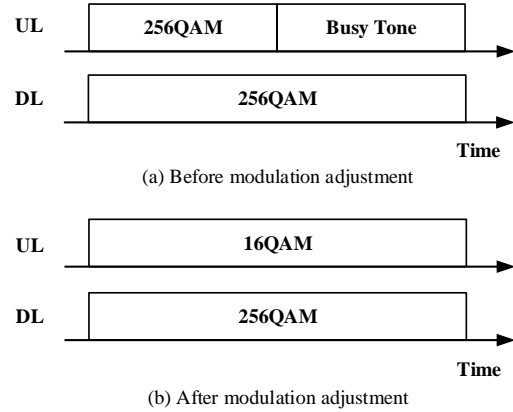 UL 256QAM Busy Tone
DL 256QAM
Time
(a) Before modulation adjustment
UL 16QAM
DL 256QAM
Time
(b) After modulation adjustment